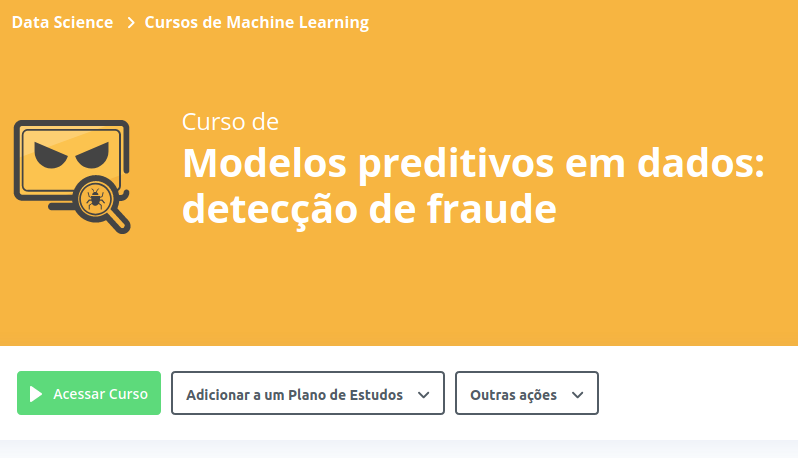 Data Science > Cursos de Machine Learning
Curso de
Modelos preditivos em dados:
detecção de fraude
Acessar Curso
Adicionar a um Plano de Estudos
Outras ações